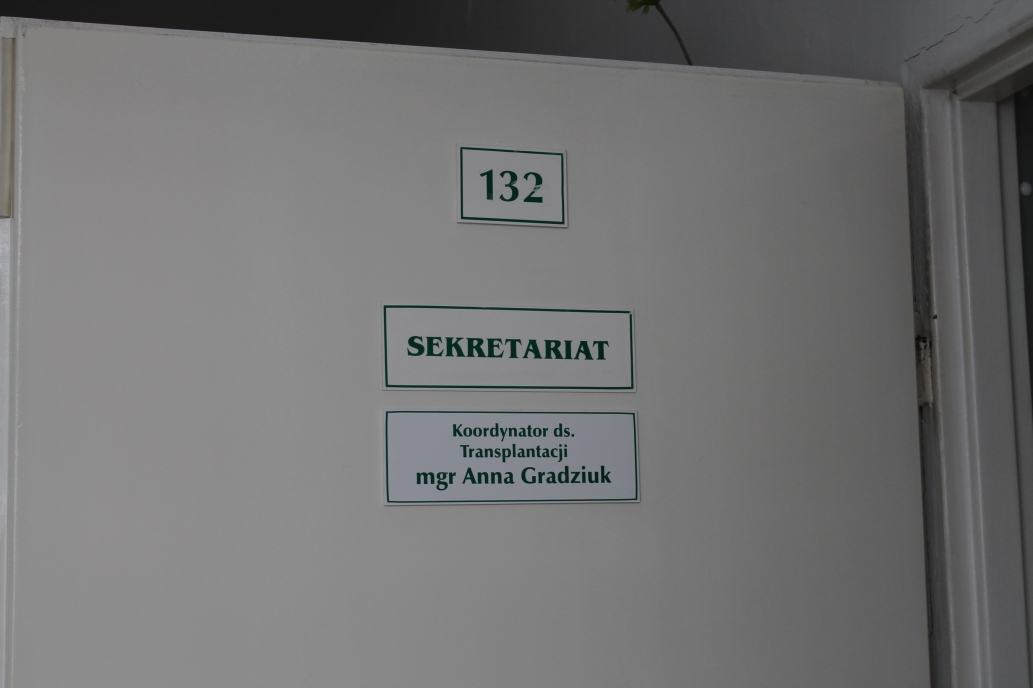 132
SEKRETARIAT
Koordynator ds.
Transplantacji
mgr Anna Gradziuk